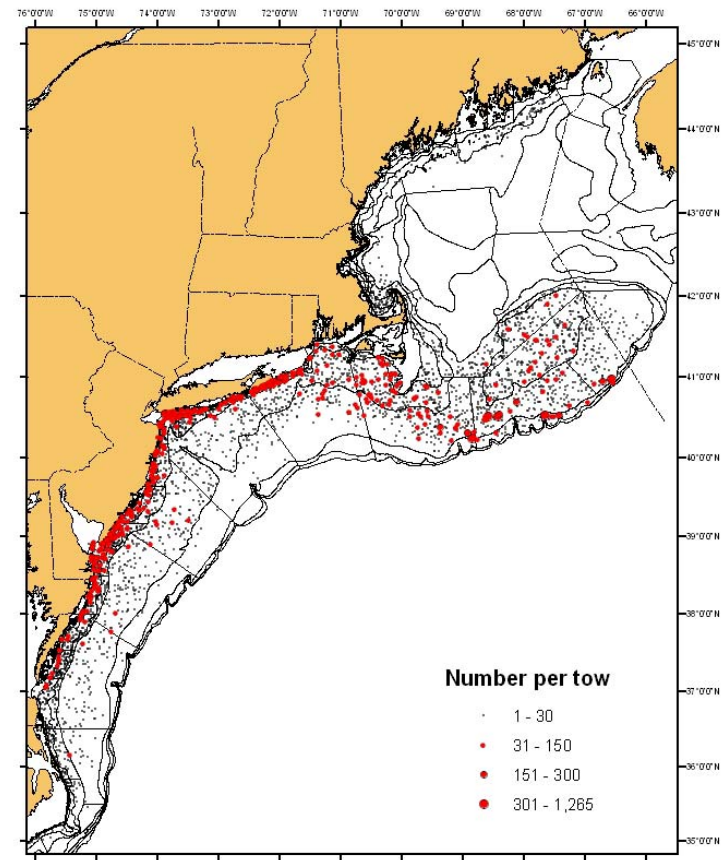 76°0'0"W 75°0'0"W 74°0'0"W 73°0'0"W 72°0'0"W 71°0'0"W 70°0'0"W 69°0'0"W 68°0'0"W 67°0'0"W 66°0'0"W
45°0'0"N
44°0'0"N
43°0'0"N
42°0'0"N
41°0'0"N
40°0'0"N
39°0'0"N
38°0'0"N
37°0'0"N
36°0'0"N
35°0'0"N
Number per tow
1 - 30
31 - 150
151 - 300
301 - 1,265